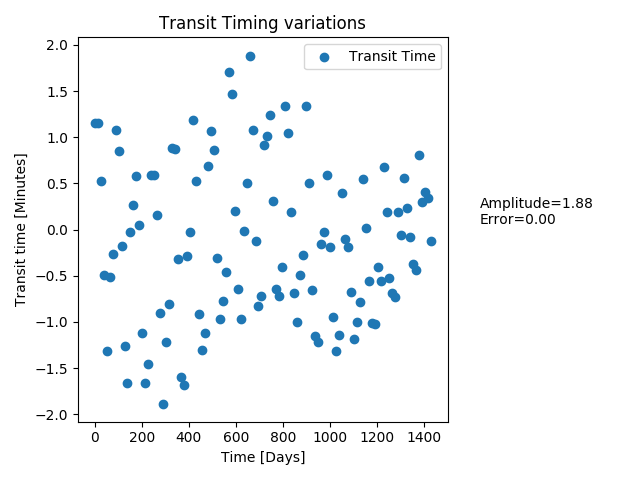 Transit Timing variations
Transit Time
2.0
1.5
1.0
0.5
0.0
−0.5
−1.0
−1.5
−2.0
Transit time [Minutes]
Amplitude=1.88
Error=0.00
0 200 400 600 800 1000 1200 1400
Time [Days]